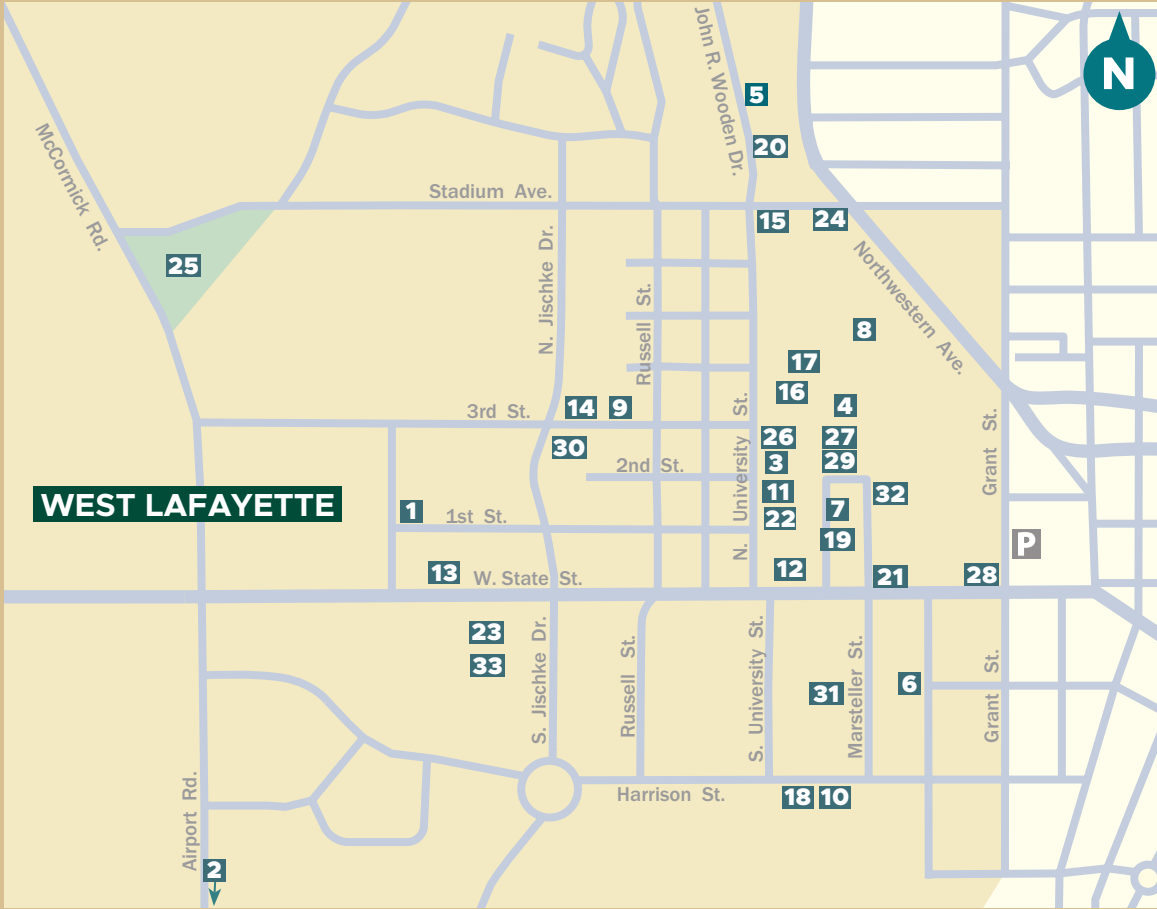 N
John R. Wooden Dr.
5
McCormick Rd.
20
Stadium Ave.
15
24
25
N. Jischke Dr.
Northwestern Ave.
Russell St.
8
17
16
3rd St.
14
9
4
N. University St.
Grant St.
30
26
27
2nd St.
3
29
WEST LAFAYETTE
1
1st St.
11
32
7
22
19
P
13
W. State St.
12
21
28
23
33
S. Jischke Dr.
Russell St.
S. University St.
31
Marsteller St.
6
Grant St.
Airport Rd.
Harrison St.
18
10
2